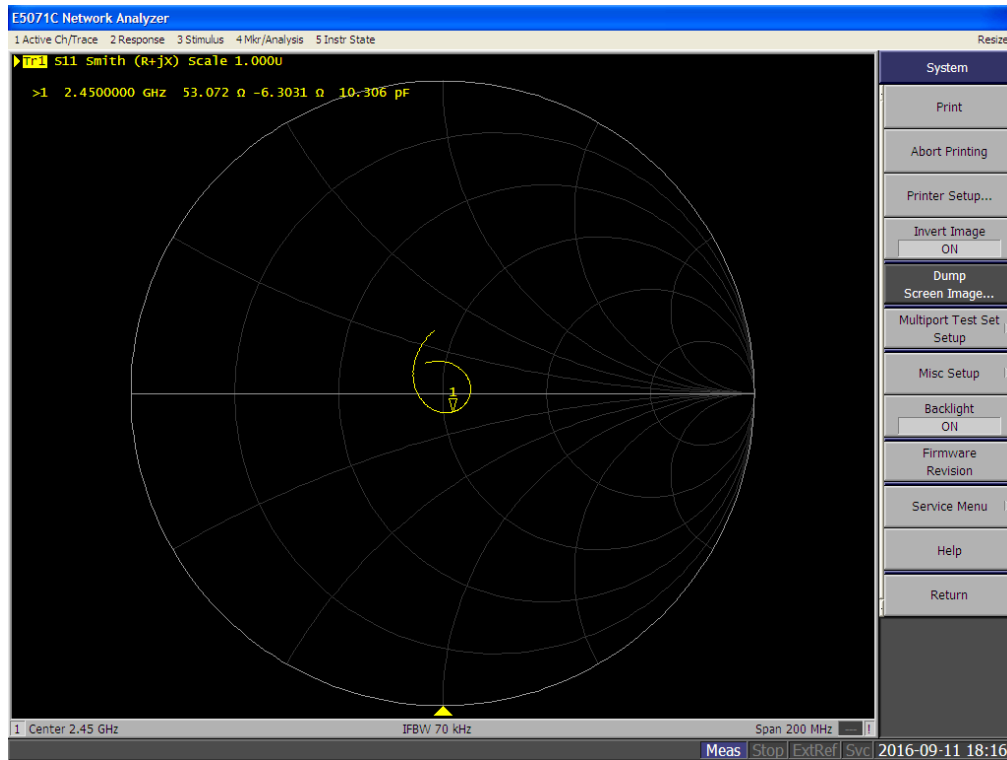 E5071C Network Analyzer
1 Active Ch/Trace 2 Response 3 Stimulus 4 Mkr/Analysis 5 Instr State Resize
Tr1 S11 Smith (R+jX) Scale 1.000U
>1 2.4500000 GHz 53.072 Ω -6.3031 Ω 10.306 pF
1
System
Print
Abort Printing
Printer Setup...
Invert Image
ON
Dump
Screen Image...
Multiport Test Set
Setup
Misc Setup
Backlight
ON
Firmware
Revision
Service Menu
Help
Return
1 Center 2.45 GHz IFBW 70 kHz Span 200 MHz !
Meas Stop ExtRef Svc 2016-09-11 18:16